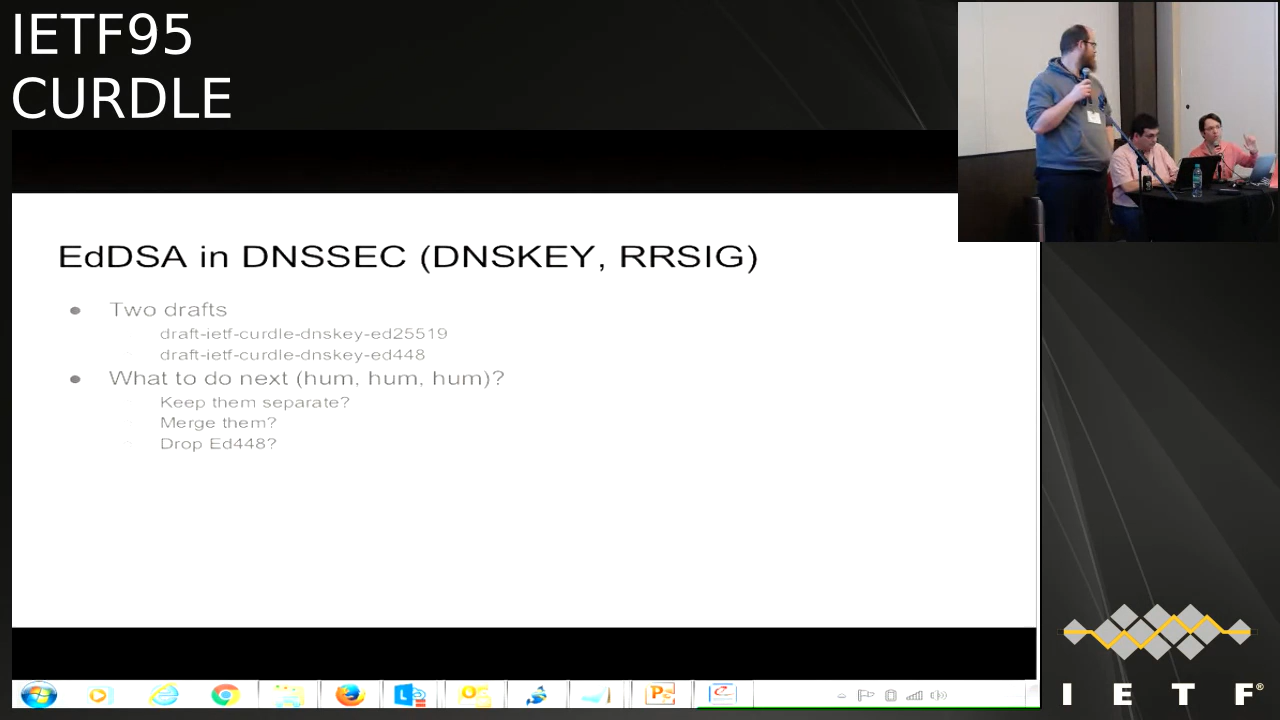 IETF95
CURDLE
EdDSA in DNSSEC (DNSKEY, RRSIG)
Two drafts
draft-ietf-curdle-dnskey-ed25519
draft-ietf-curdle-dnskey-ed448
What to do next (hum, hum, hum)?
Keep them separate?
Merge them?
Drop Ed448?
I E T F®